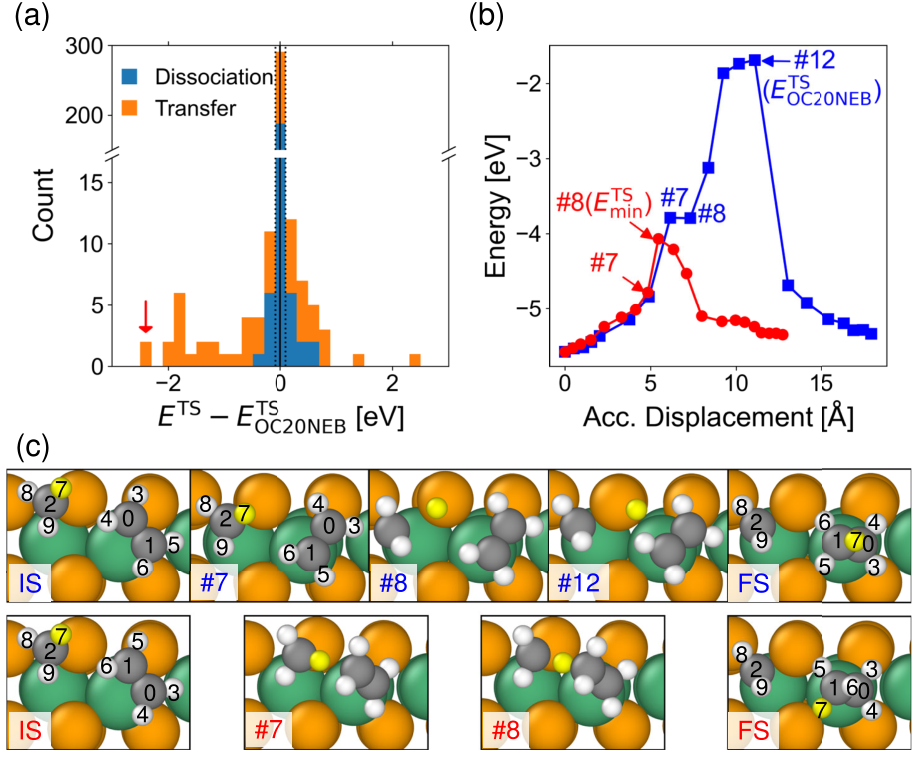 (a)
300
200
15
10
5
0
Count
Dissociation
Transfer
−2
0
2
E^TS − E^TS_OC20NEB [eV]
(b)
−2
−3
−4
−5
Energy [eV]
#12
(E^TS_OC20NEB)
#8(E^TS_min)
#7
#8
#7
0
5
10
15
Acc. Displacement [Å]
(c)
8 7 2 9 3 4 0 1 5 6
IS
8 2 7 9 4 0 3 6 1 5
#7
#8
#12
8 2 9 6 4 1 7 0 5 3
FS
8 7 2 9 5 6 1 0 3 4
IS
#7
#8
8 2 9 5 3 1 6 0 7 4
FS